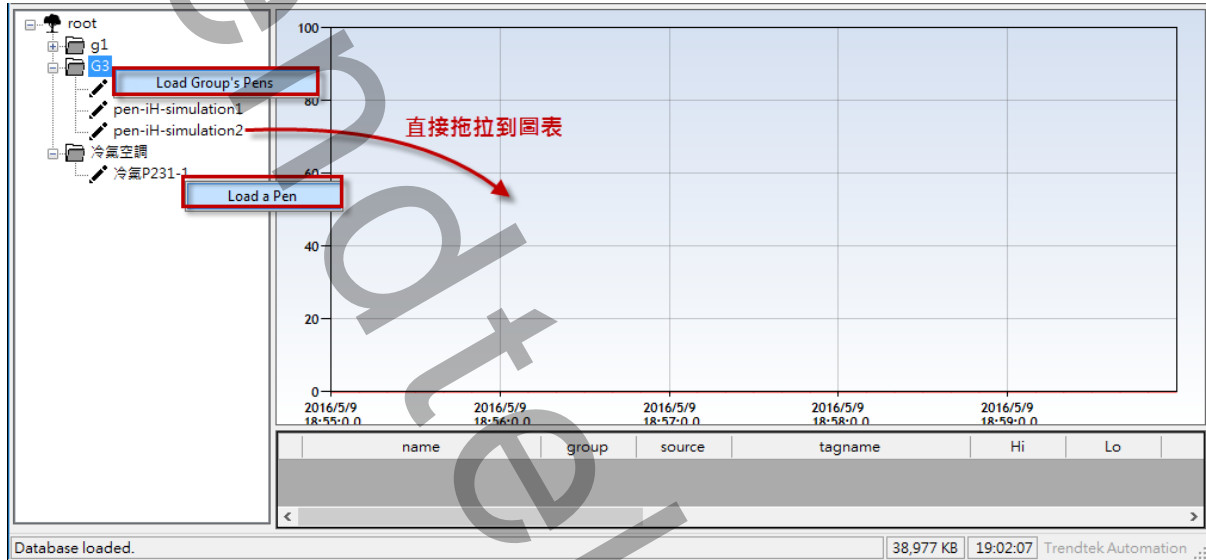 root
g1
G3
Load Group's Pens
pen-iH-simulation1
pen-iH-simulation2
冷氣空調
冷氣P231-1
Load a Pen
直接拖拉到圖表
100
80
60
40
20
0
2016/5/9 2016/5/9 2016/5/9 2016/5/9 2016/5/9
18:55:0.0 18:56:0.0 18:57:0.0 18:58:0.0 18:59:0.0
name group source tagname Hi Lo
Database loaded. 38,977 KB 19:02:07 Trendtek Automation